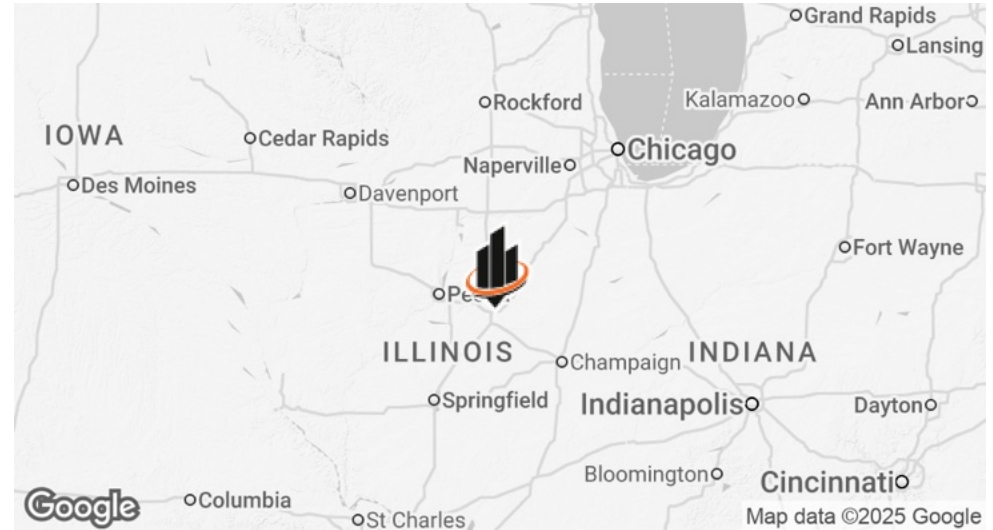 Grand Rapids
Lansing
Rockford
Kalamazoo
Ann Arbor
IOWA
Cedar Rapids
Chicago
Naperville
Des Moines
Davenport
Fort Wayne
ILLINOIS
Champaign
INDIANA
Springfield
Indianapolis
Dayton
Bloomington
Cincinnati
Google
Columbia
St Charles
Map data ©2025 Google